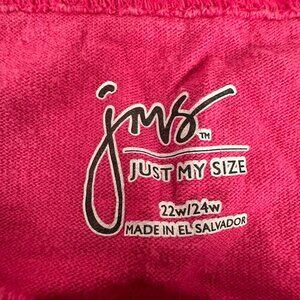 jms™
JUST MY SIZE
22w/24w
MADE IN EL SALVADOR